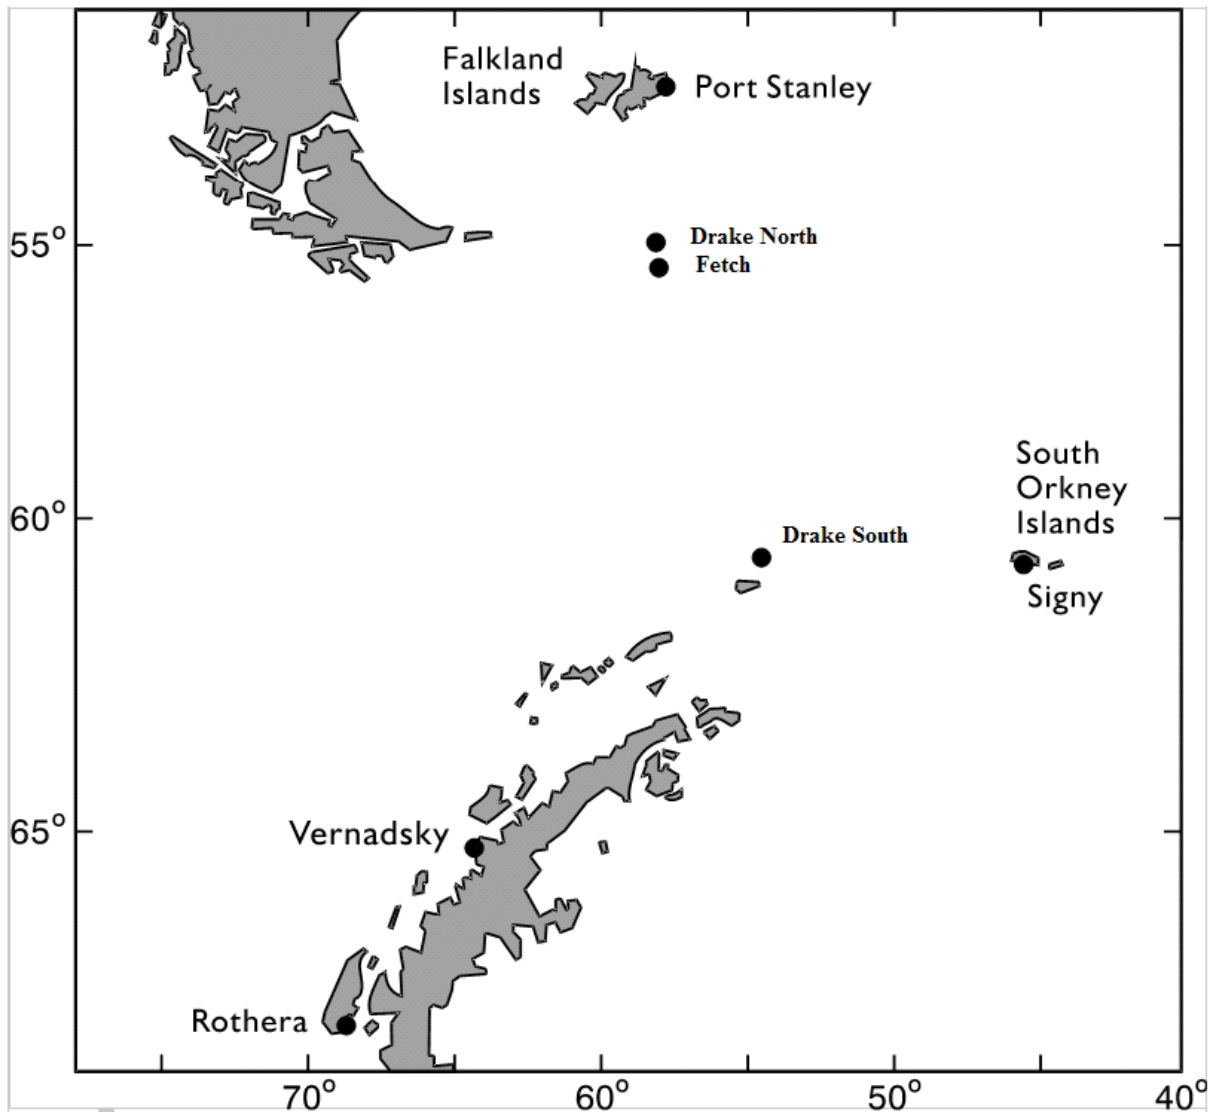 Falkland
Islands
Port Stanley
55°
Drake North
Fetch
South
Orkney
Islands
60°
Drake South
Signy
65°
Vernadsky
Rothera
70°
60°
50°
40°